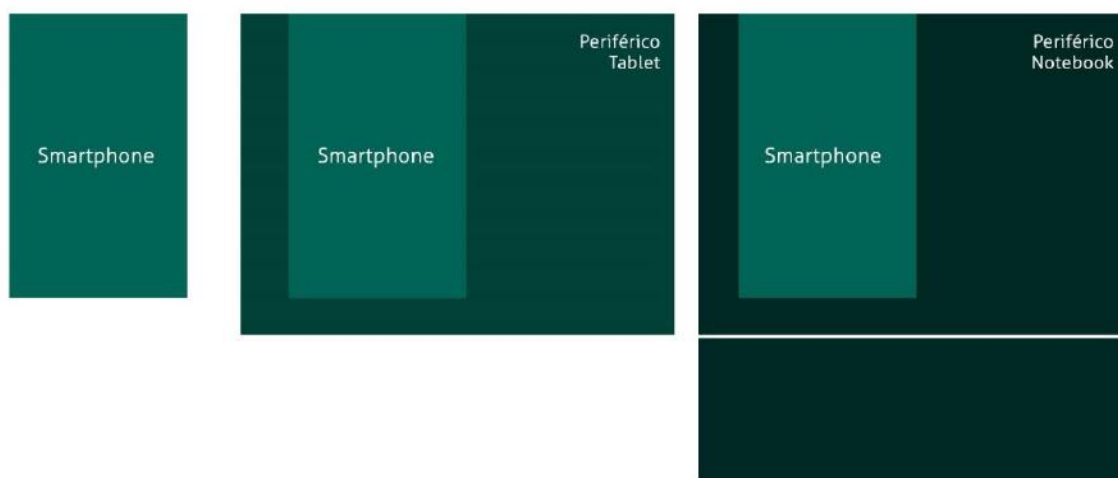 Smartphone
Periférico
Tablet
Smartphone
Periférico
Notebook
Smartphone